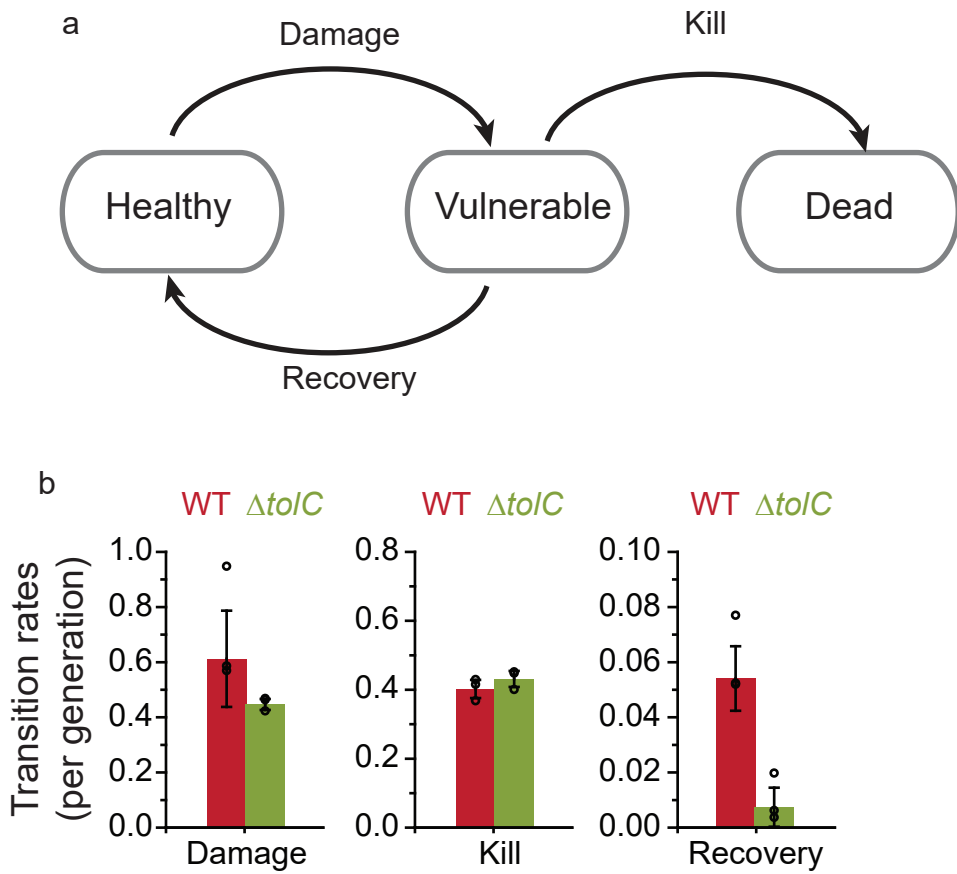 a
Damage
Kill
Healthy
Vulnerable
Dead
Recovery
b
WT ΔtolC
WT ΔtolC
WT ΔtolC
Transition rates
(per generation)
1.0
0.8
0.6
0.4
0.2
0.0
Damage
0.8
0.6
0.4
0.2
0.0
Kill
0.10
0.08
0.06
0.04
0.02
0.00
Recovery